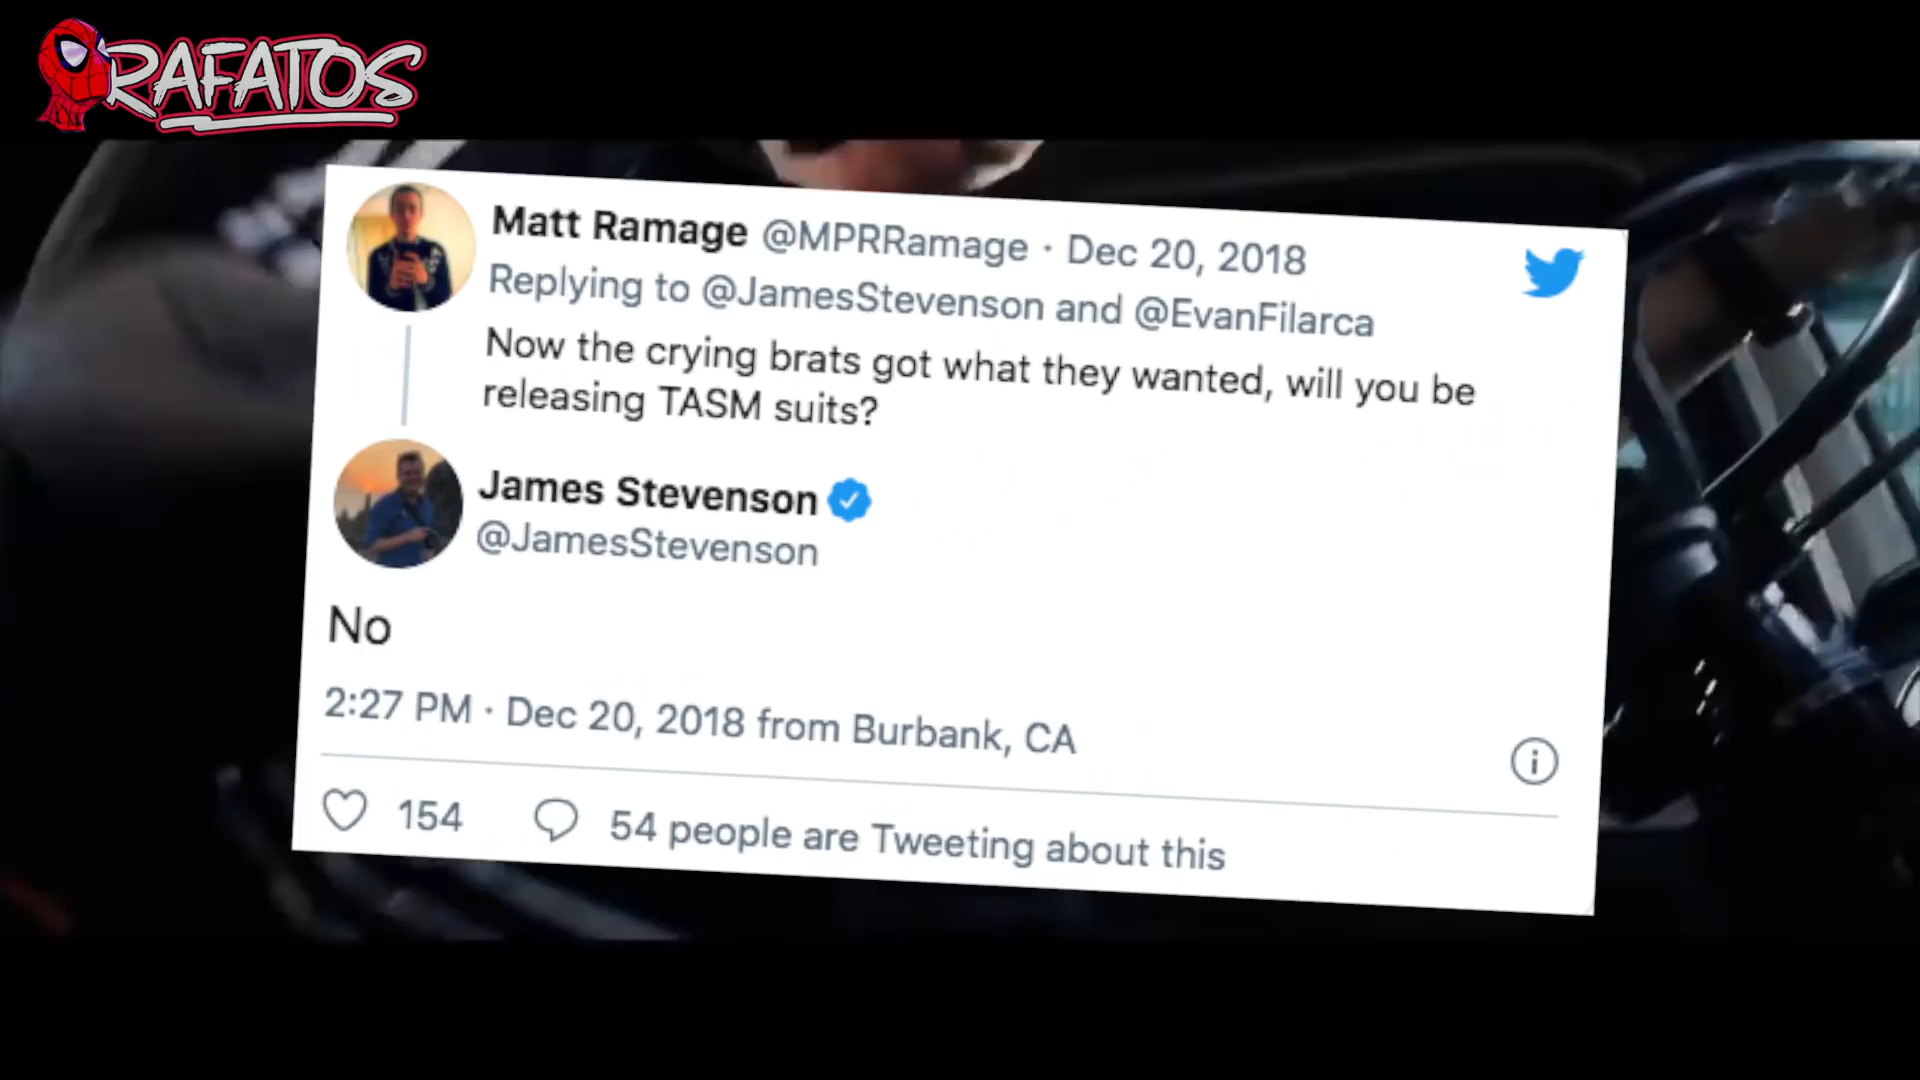 RAFATOS
Matt Ramage @MPRRamage · Dec 20, 2018
Replying to @JamesStevenson and @EvanFilarca
Now the crying brats got what they wanted, will you be
releasing TASM suits?
James Stevenson
@JamesStevenson
No
2:27 PM · Dec 20, 2018 from Burbank, CA
154 54 people are Tweeting about this